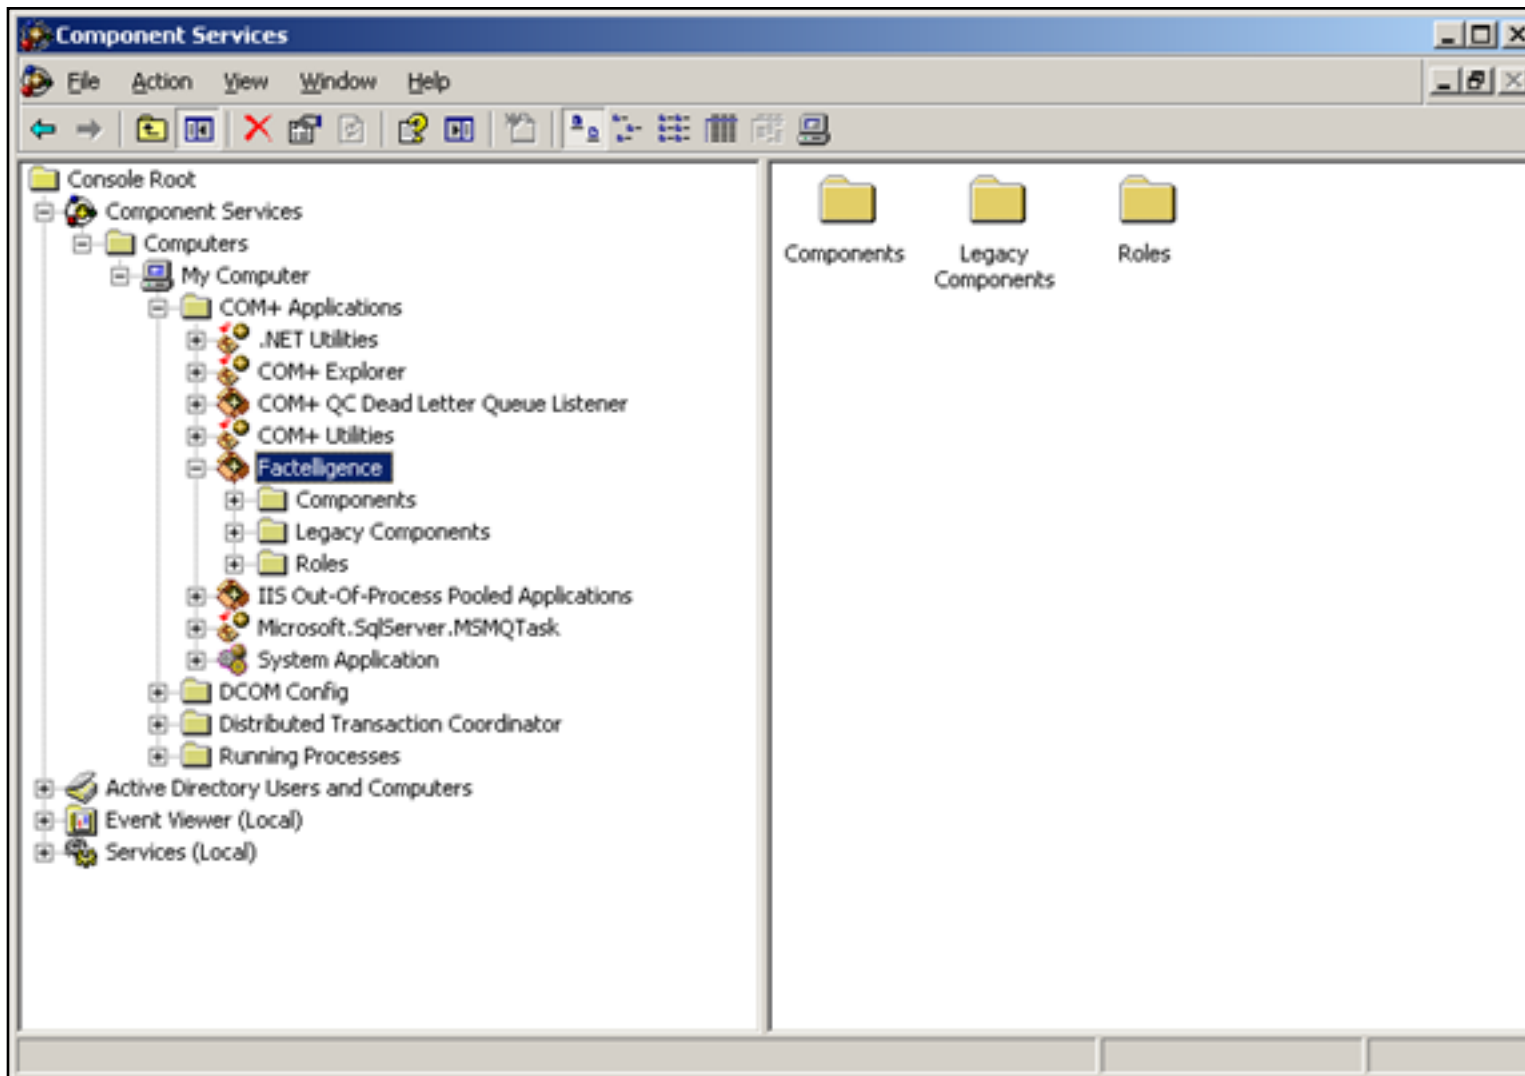 Component Services
File Action View Window Help
Console Root
Component Services
Computers
My Computer
COM+ Applications
.NET Utilities
COM+ Explorer
COM+ QC Dead Letter Queue Listener
COM+ Utilities
Factelligence
Components
Legacy Components
Roles
IIS Out-Of-Process Pooled Applications
Microsoft.SqlServer.MSMQTask
System Application
DCOM Config
Distributed Transaction Coordinator
Running Processes
Active Directory Users and Computers
Event Viewer (Local)
Services (Local)
Components
Legacy
Components
Roles